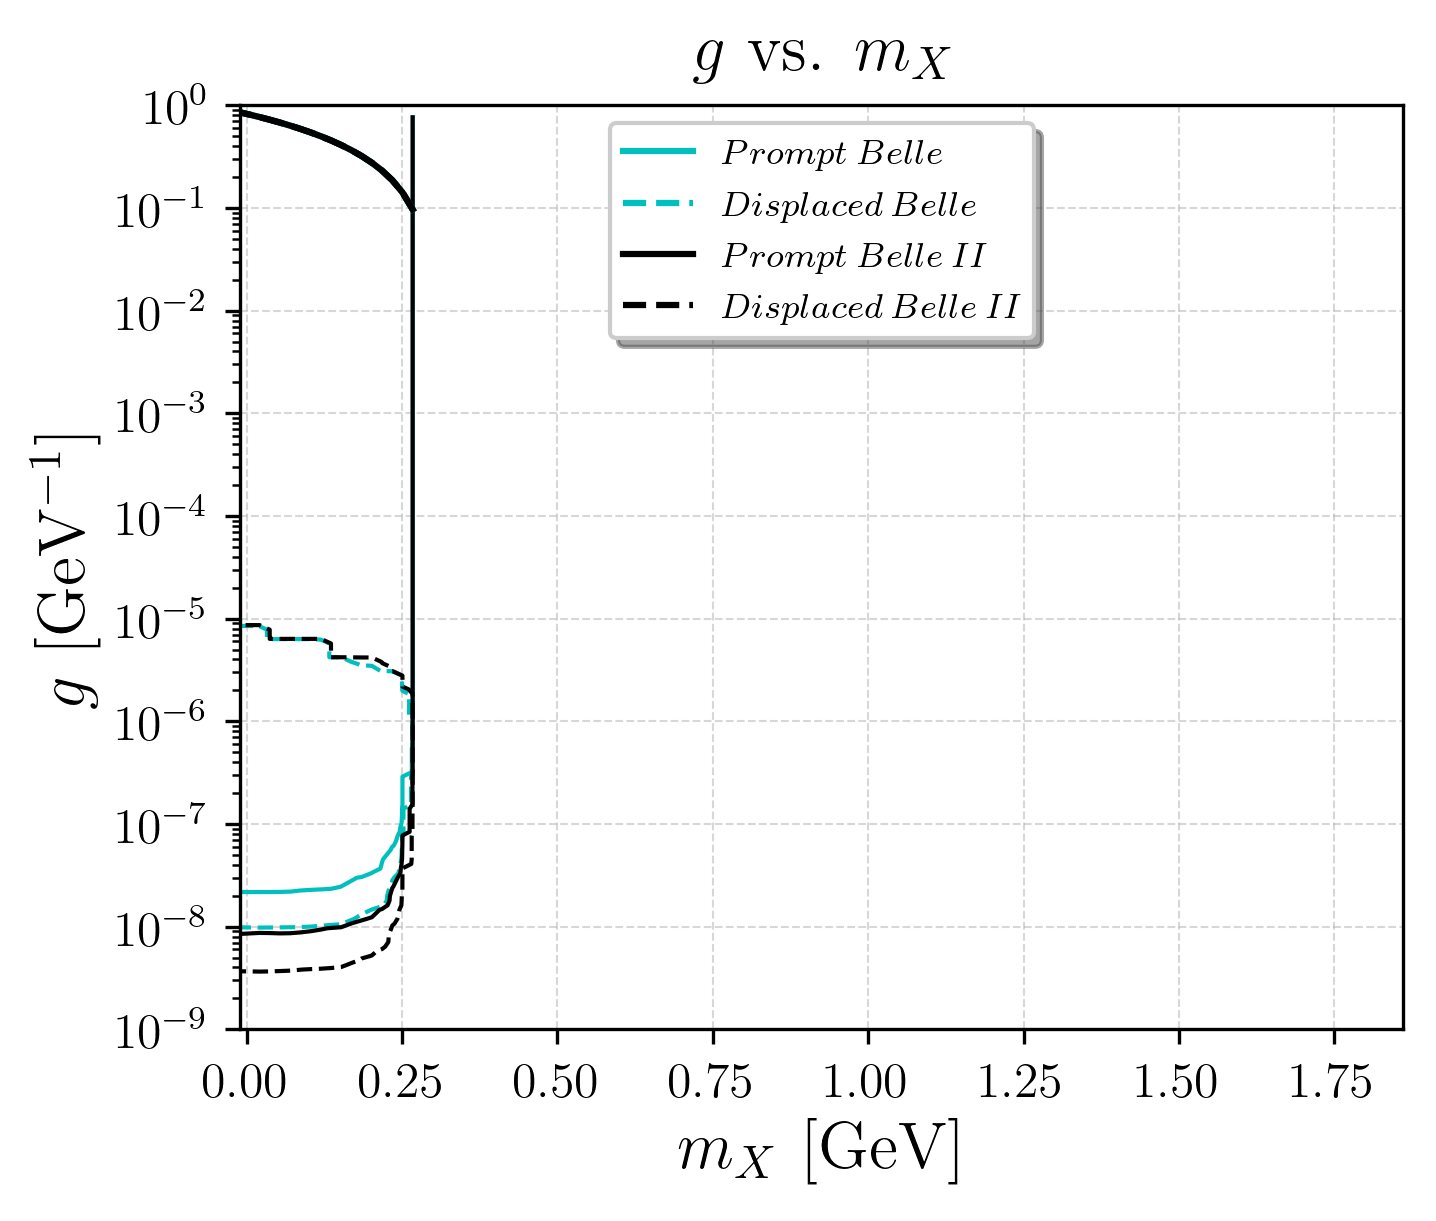 g vs. m_X
10^0
10^{-1}
10^{-2}
10^{-3}
10^{-4}
10^{-5}
10^{-6}
10^{-7}
10^{-8}
10^{-9}
g [GeV^{-1}]
Prompt Belle
Displaced Belle
Prompt Belle II
Displaced Belle II
0.00 0.25 0.50 0.75 1.00 1.25 1.50 1.75
m_X [GeV]